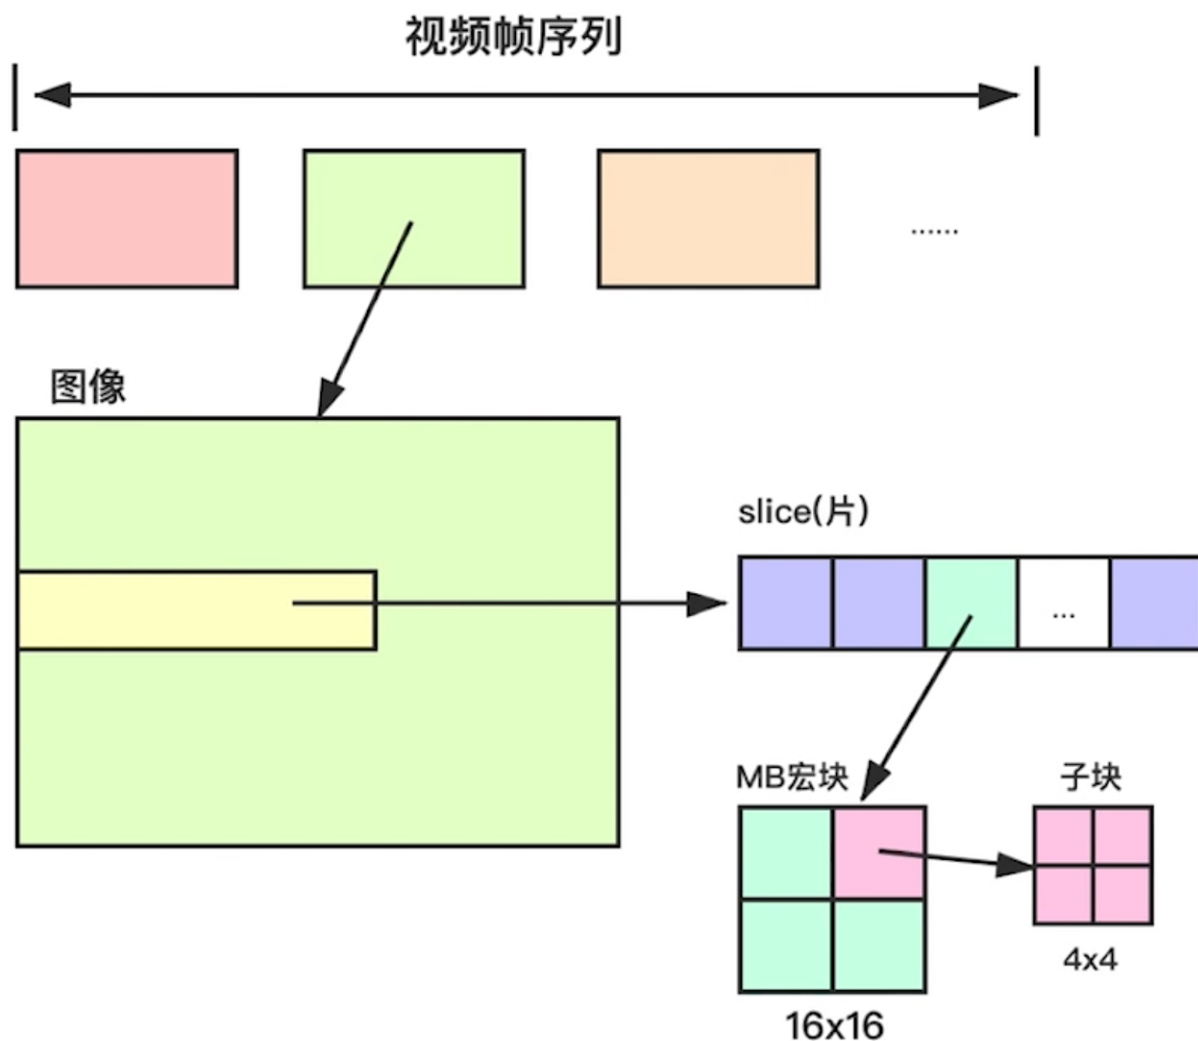 视频帧序列
......
图像
slice(片)
...
MB宏块
子块
4x4
16x16